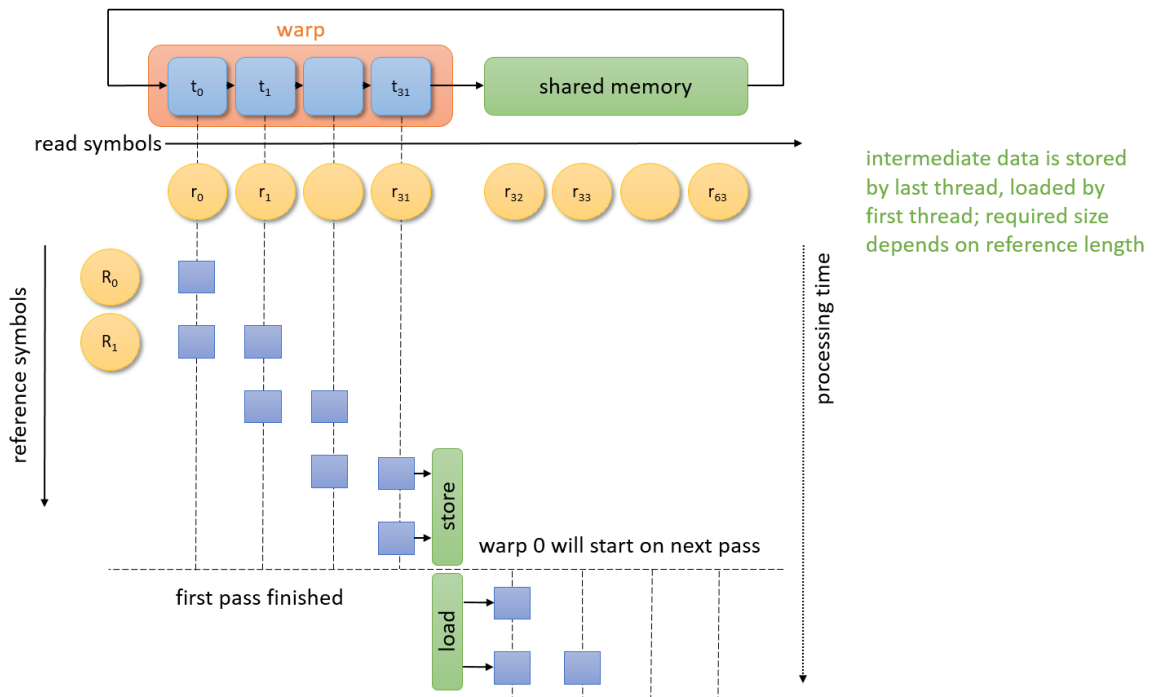 warp
t0
t1
t31
shared memory
read symbols
r0
r1
r31
r32
r33
r63
intermediate data is stored
by last thread, loaded by
first thread; required size
depends on reference length
R0
R1
reference symbols
processing time
store
warp 0 will start on next pass
first pass finished
load